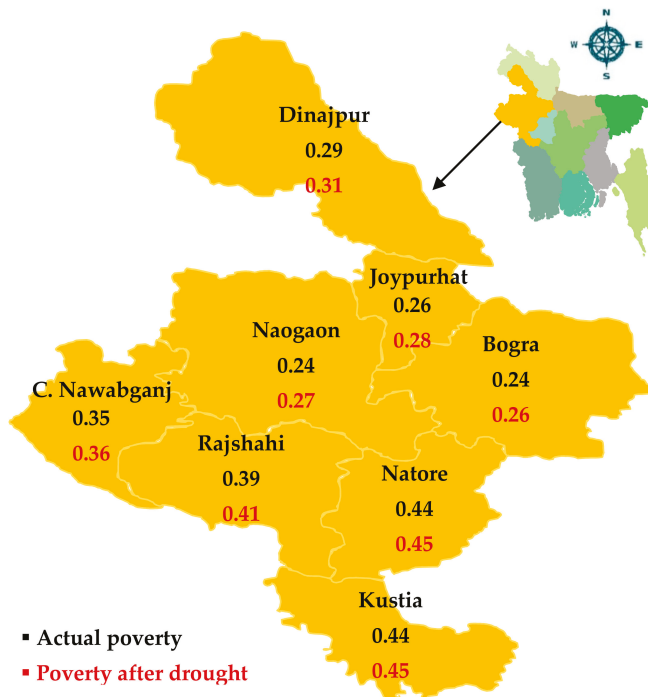 N
W E
S
Dinajpur
0.29
0.31
Joypurhat
0.26
0.28
Naogaon
0.24
0.27
Bogra
0.24
0.26
C. Nawabganj
0.35
0.36
Rajshahi
0.39
0.41
Natore
0.44
0.45
Kustia
0.44
0.45
▪ Actual poverty
▪ Poverty after drought